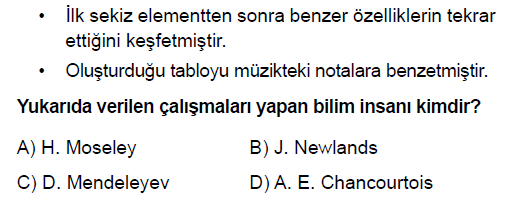 • İlk sekiz elementten sonra benzer özelliklerin tekrar
ettiğini keşfetmiştir.
• Oluşturduğu tabloyu müzikteki notalara benzetmiştir.
Yukarıda verilen çalışmaları yapan bilim insanı kimdir?
A) H. Moseley B) J. Newlands
C) D. Mendeleyev D) A. E. Chancourtois